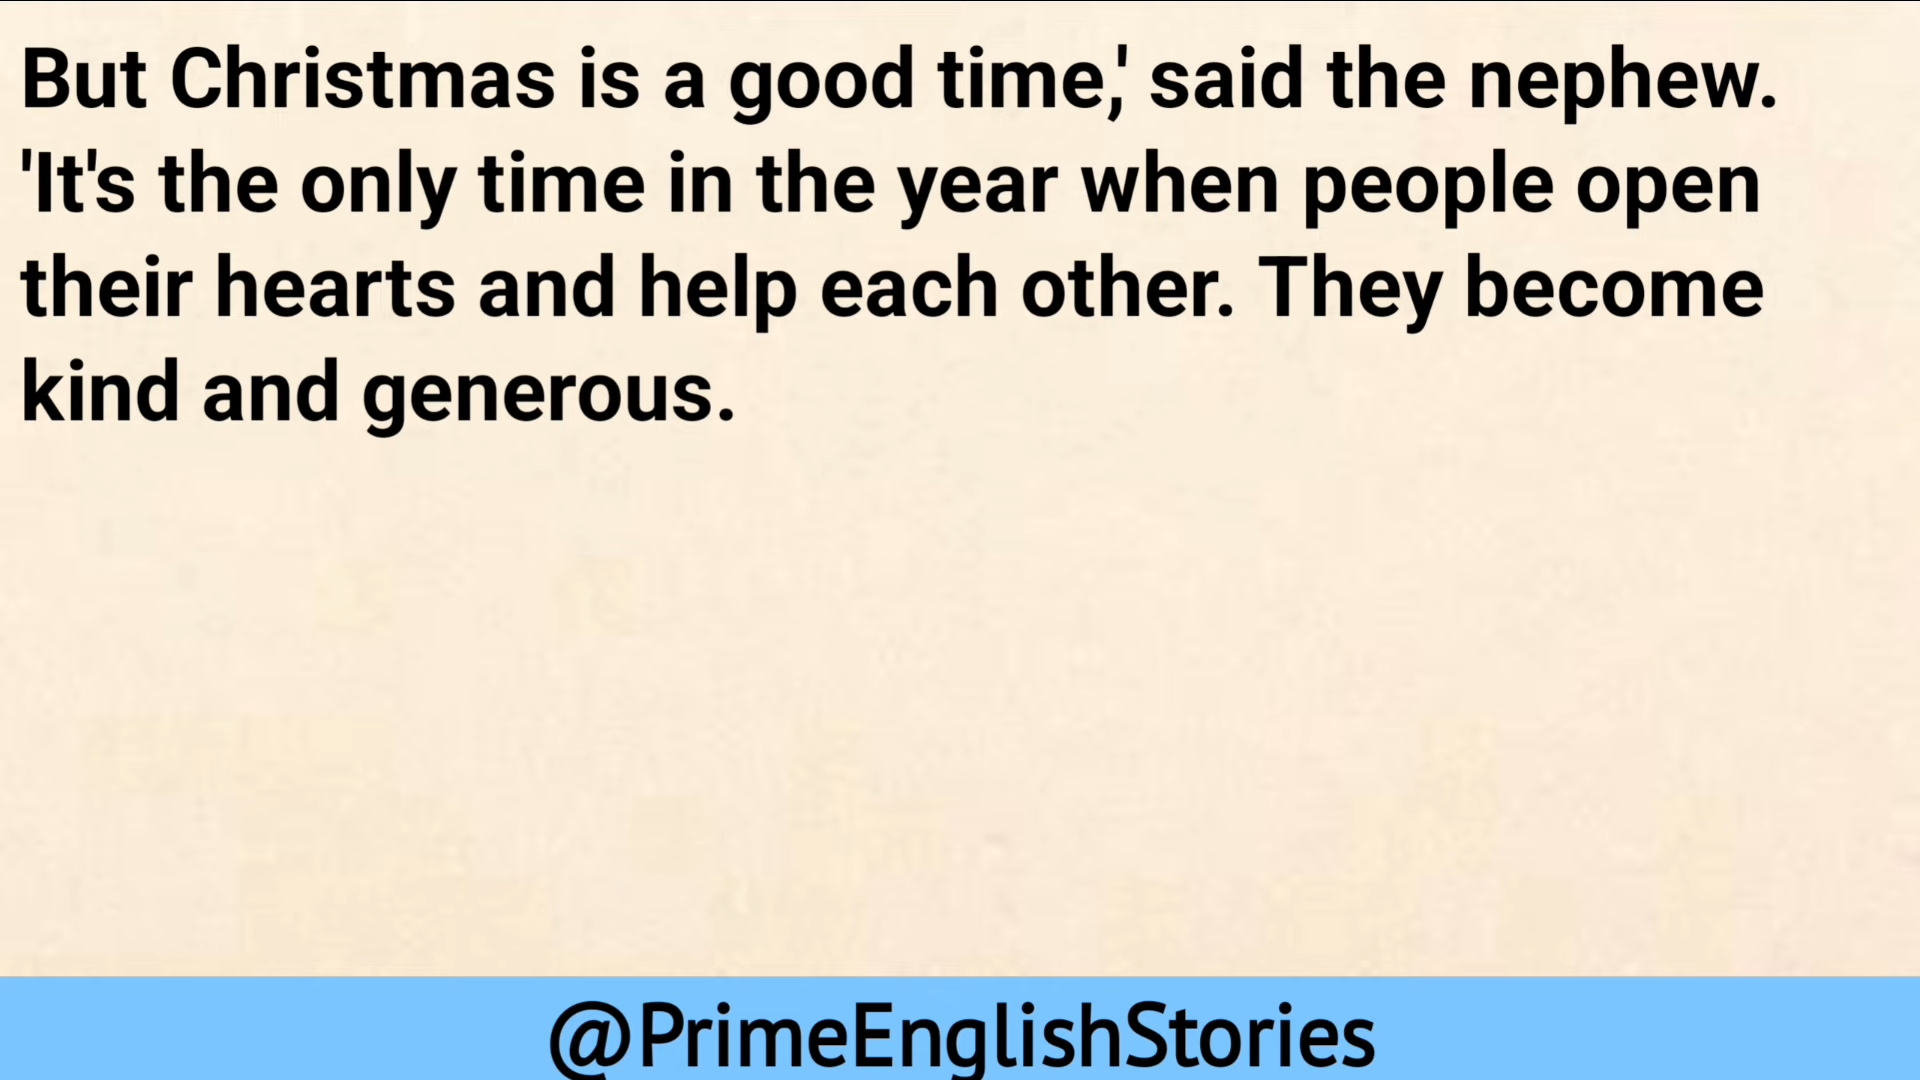 But Christmas is a good time,' said the nephew.
'It's the only time in the year when people open
their hearts and help each other. They become
kind and generous.
@PrimeEnglishStories